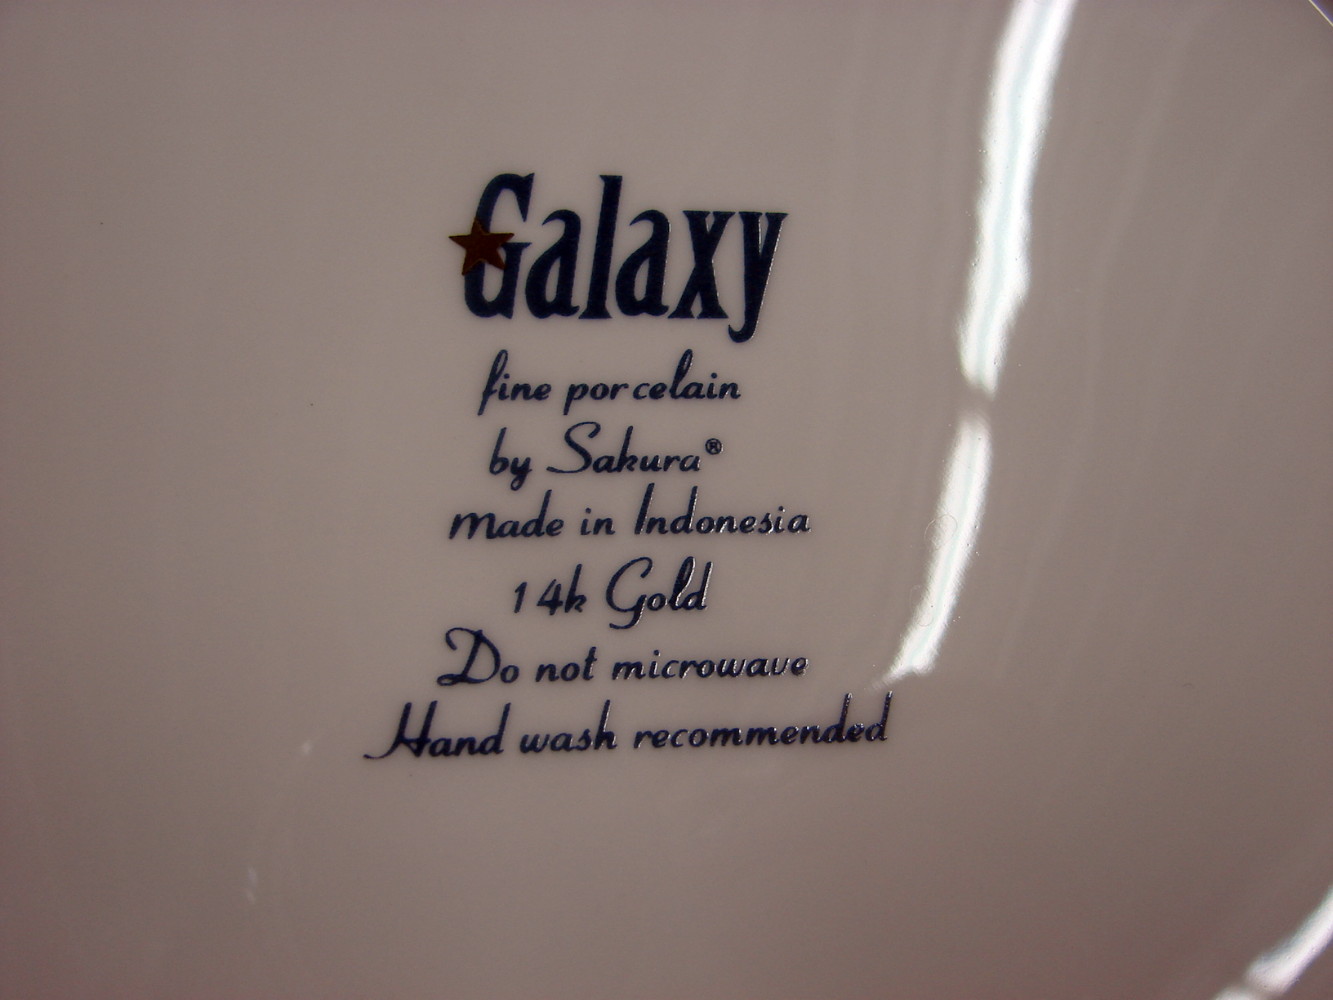 Galaxy
fine porcelain
by Sakura®
made in Indonesia
14k Gold
Do not microwave
Hand wash recommended